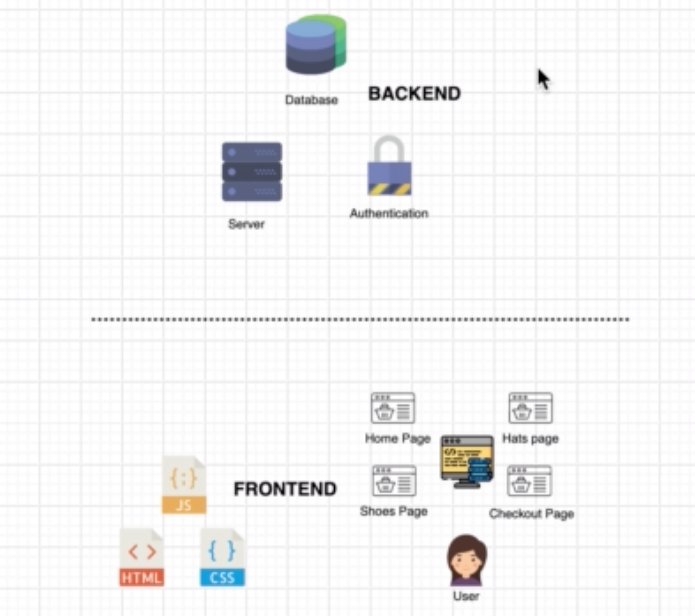 Database
BACKEND
Server
Authentication
Home Page
Hats page
JS
FRONTEND
Shoes Page
Checkout Page
HTML
CSS
User